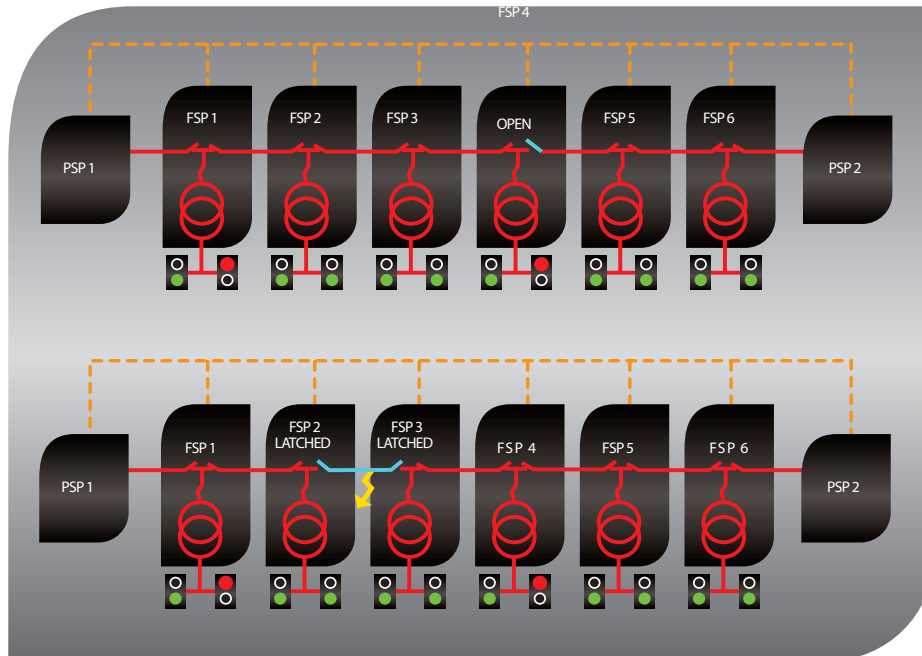 FSP 4
FSP 1
FSP 2
FSP 3
OPEN
FSP 5
FSP 6
PSP 1
PSP 2
FSP 1
FSP 2
LATCHED
FSP 3
LATCHED
FSP 4
FSP 5
FSP 6
PSP 1
PSP 2